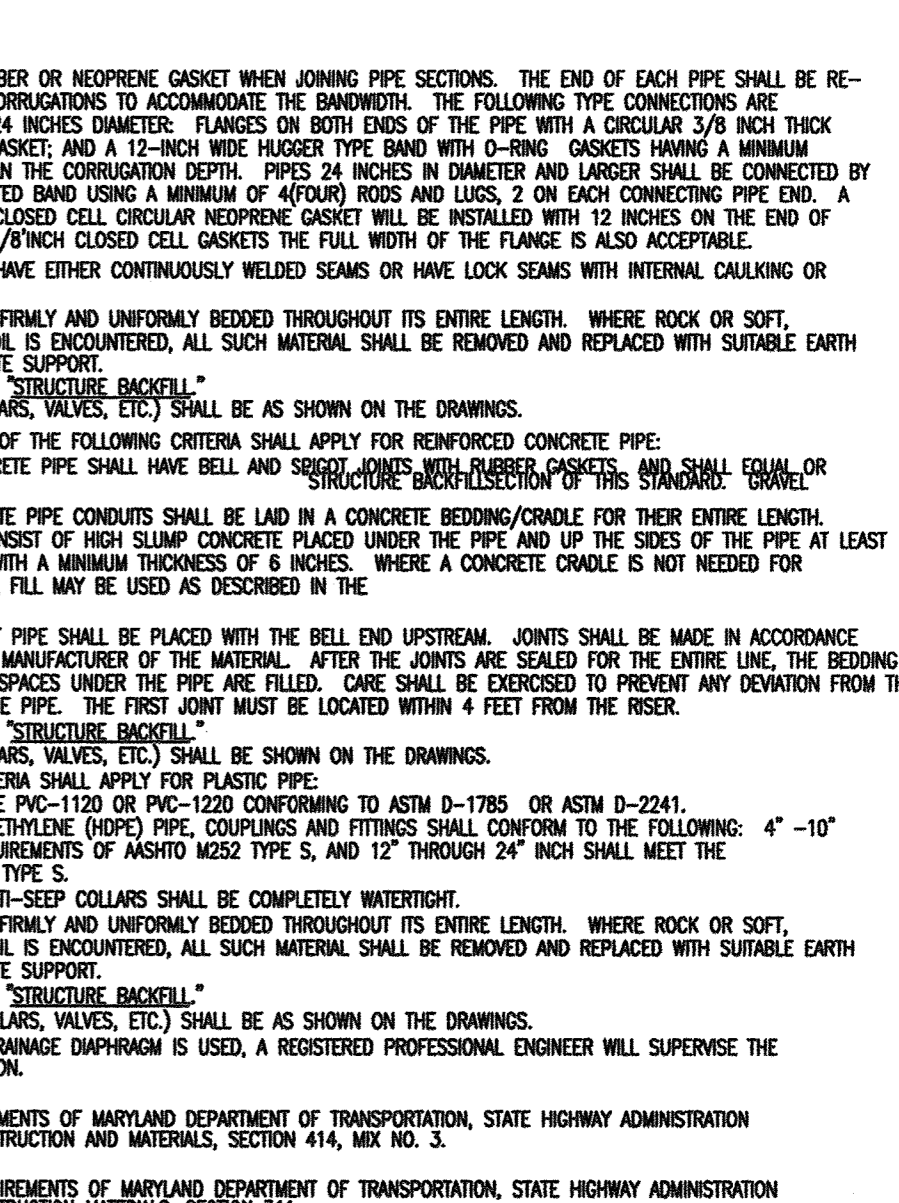 BER OR NEOPRENE GASKET WHEN JOINING PIPE SECTIONS. THE END OF EACH PIPE SHALL BE RE-
ORRUGATIONS TO ACCOMMODATE THE BANDWIDTH. THE FOLLOWING TYPE CONNECTIONS ARE
24 INCHES DIAMETER: FLANGES ON BOTH ENDS OF THE PIPE WITH A CIRCULAR 3/8 INCH THICK
ASKET; AND A 12-INCH WIDE HUGGER TYPE BAND WITH O-RING GASKETS HAVING A MINIMUM
N THE CORRUGATION DEPTH. PIPES 24 INCHES IN DIAMETER AND LARGER SHALL BE CONNECTED BY
TED BAND USING A MINIMUM OF 4(FOUR) RODS AND LUGS, 2 ON EACH CONNECTING PIPE END. A
CLOSED CELL CIRCULAR NEOPRENE GASKET WILL BE INSTALLED WITH 12 INCHES ON THE END OF
/8'INCH CLOSED CELL GASKETS THE FULL WIDTH OF THE FLANGE IS ALSO ACCEPTABLE.
HAVE EITHER CONTINUOUSLY WELDED SEAMS OR HAVE LOCK SEAMS WITH INTERNAL CAULKING OR
FIRMLY AND UNIFORMLY BEDDED THROUGHOUT ITS ENTIRE LENGTH. WHERE ROCK OR SOFT,
IL IS ENCOUNTERED, ALL SUCH MATERIAL SHALL BE REMOVED AND REPLACED WITH SUITABLE EARTH
TE SUPPORT.
"STRUCTURE BACKFILL."
ARS, VALVES, ETC.) SHALL BE AS SHOWN ON THE DRAWINGS.
OF THE FOLLOWING CRITERIA SHALL APPLY FOR REINFORCED CONCRETE PIPE:
RETE PIPE SHALL HAVE BELL AND SPIGOT JOINTS WITH RUBBER GASKETS AND SHALL EQUAL OR
STRUCTURE BACKFILLSECTION OF THIS STANDARD. GRAVEL
TE PIPE CONDUITS SHALL BE LAID IN A CONCRETE BEDDING/CRADLE FOR THEIR ENTIRE LENGTH.
NSIST OF HIGH SLUMP CONCRETE PLACED UNDER THE PIPE AND UP THE SIDES OF THE PIPE AT LEAST
WITH A MINIMUM THICKNESS OF 6 INCHES. WHERE A CONCRETE CRADLE IS NOT NEEDED FOR
FILL MAY BE USED AS DESCRIBED IN THE
T PIPE SHALL BE PLACED WITH THE BELL END UPSTREAM. JOINTS SHALL BE MADE IN ACCORDANCE
MANUFACTURER OF THE MATERIAL. AFTER THE JOINTS ARE SEALED FOR THE ENTIRE LINE, THE BEDDING
SPACES UNDER THE PIPE ARE FILLED. CARE SHALL BE EXERCISED TO PREVENT ANY DEVIATION FROM TH
E PIPE. THE FIRST JOINT MUST BE LOCATED WITHIN 4 FEET FROM THE RISER.
"STRUCTURE BACKFILL."
ARS, VALVES, ETC.) SHALL BE SHOWN ON THE DRAWINGS.
ERIA SHALL APPLY FOR PLASTIC PIPE:
E PVC-1120 OR PVC-1220 CONFORMING TO ASTM D-1785 OR ASTM D-2241.
ETHYLENE (HDPE) PIPE, COUPLINGS AND FITTINGS SHALL CONFORM TO THE FOLLOWING: 4" -10"
UIREMENTS OF AASHTO M252 TYPE S, AND 12" THROUGH 24" INCH SHALL MEET THE
TYPE S.
TI-SEEP COLLARS SHALL BE COMPLETELY WATERTIGHT.
FIRMLY AND UNIFORMLY BEDDED THROUGHOUT ITS ENTIRE LENGTH. WHERE ROCK OR SOFT,
IL IS ENCOUNTERED, ALL SUCH MATERIAL SHALL BE REMOVED AND REPLACED WITH SUITABLE EARTH
TE SUPPORT.
"STRUCTURE BACKFILL."
LARS, VALVES, ETC.) SHALL BE AS SHOWN ON THE DRAWINGS.
RAINAGE DIAPHRAGM IS USED, A REGISTERED PROFESSIONAL ENGINEER WILL SUPERVISE THE
ON.
MENTS OF MARYLAND DEPARTMENT OF TRANSPORTATION, STATE HIGHWAY ADMINISTRATION
TRUCTION AND MATERIALS, SECTION 414, MIX NO. 3.
IREMENTS OF MARYLAND DEPARTMENT OF TRANSPORTATION, STATE HIGHWAY ADMINISTRATION